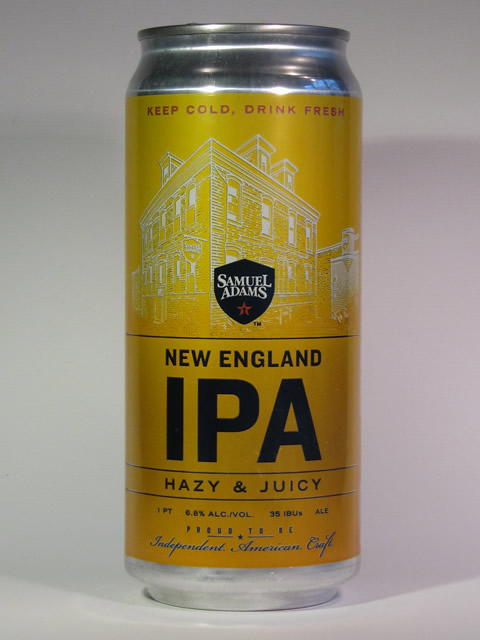 KEEP COLD, DRINK FRESH
SAMUEL
ADAMS
TM
NEW ENGLAND
IPA
HAZY & JUICY
1 PT 6.8% ALC./VOL. 35 IBUs ALE
PROUD TO BE
Independent. American. Craft.